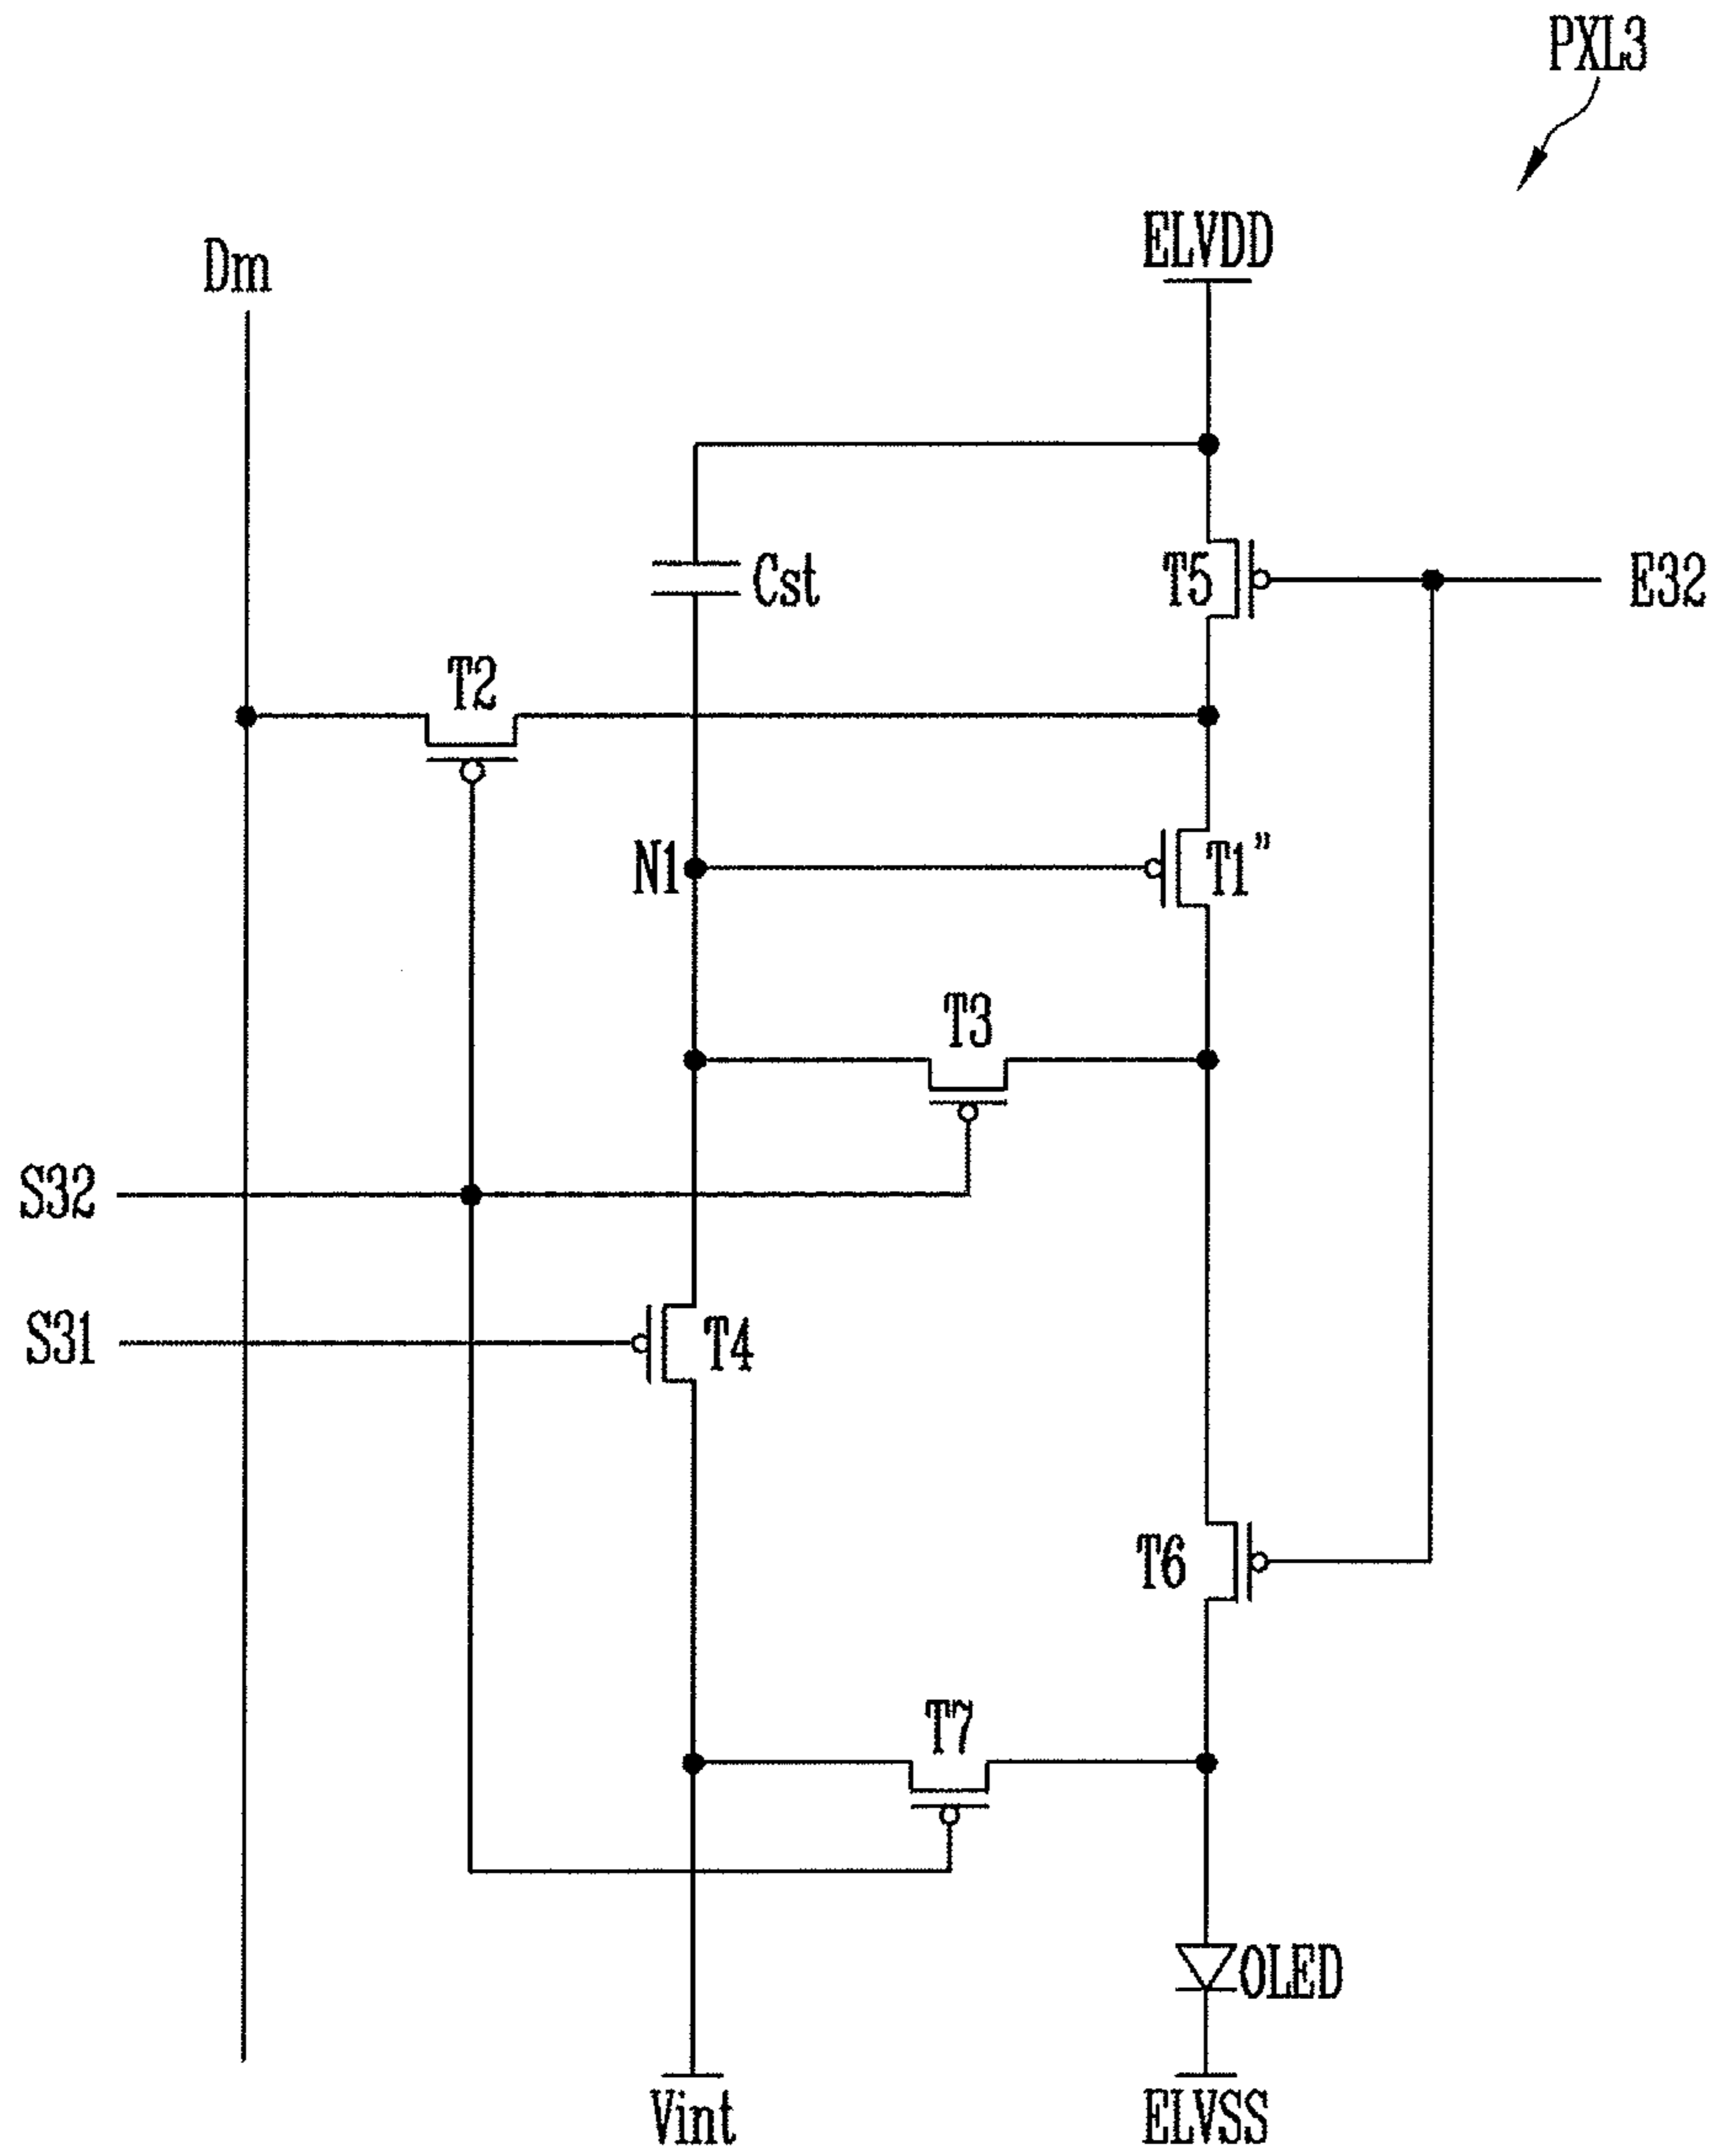 PXL3
ELVDD
Dm
Cst
T5
E32
T2
N1
T1”
T3
S32
S31
T4
T6
T7
OLED
Vint
ELVSS